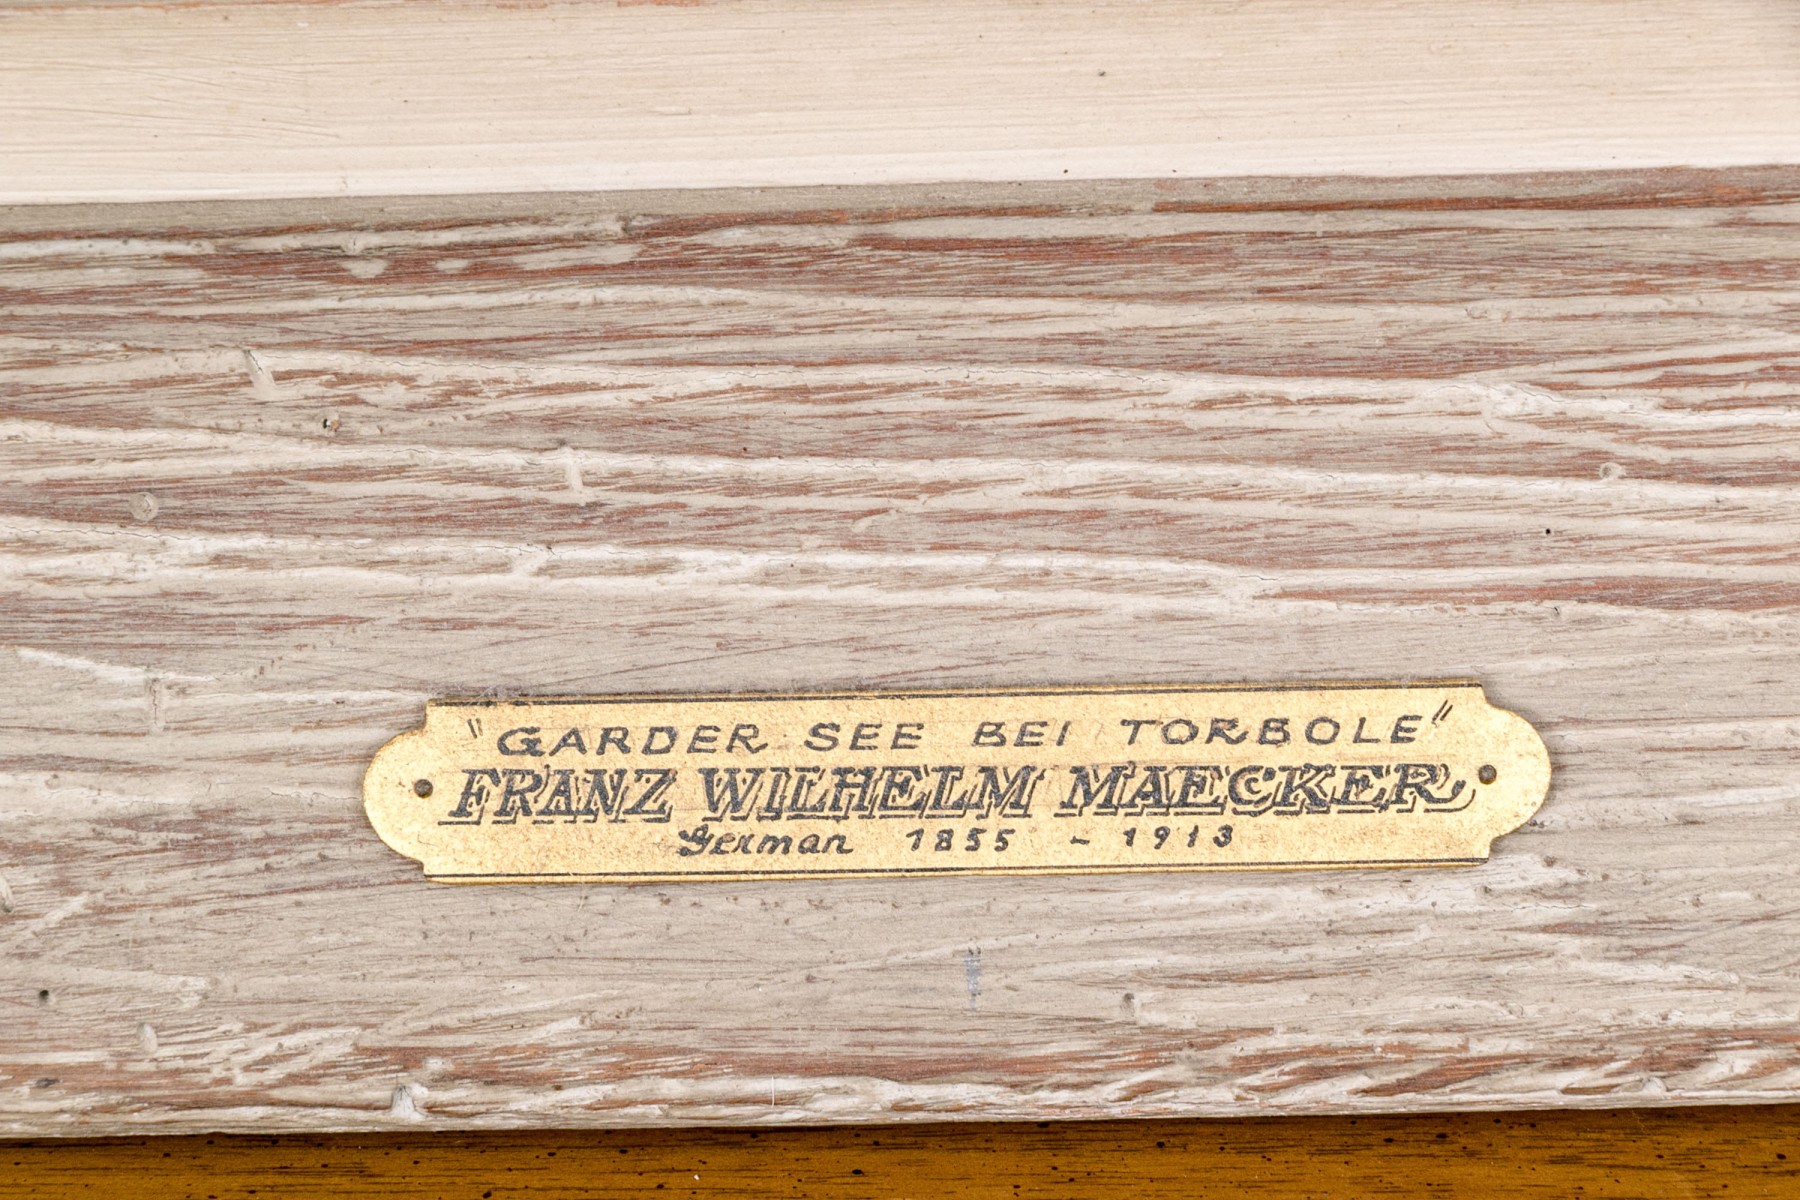 "GARDER SEE BEI TORBOLE"
FRANZ WILHELM MAECKER
German 1855 - 1913